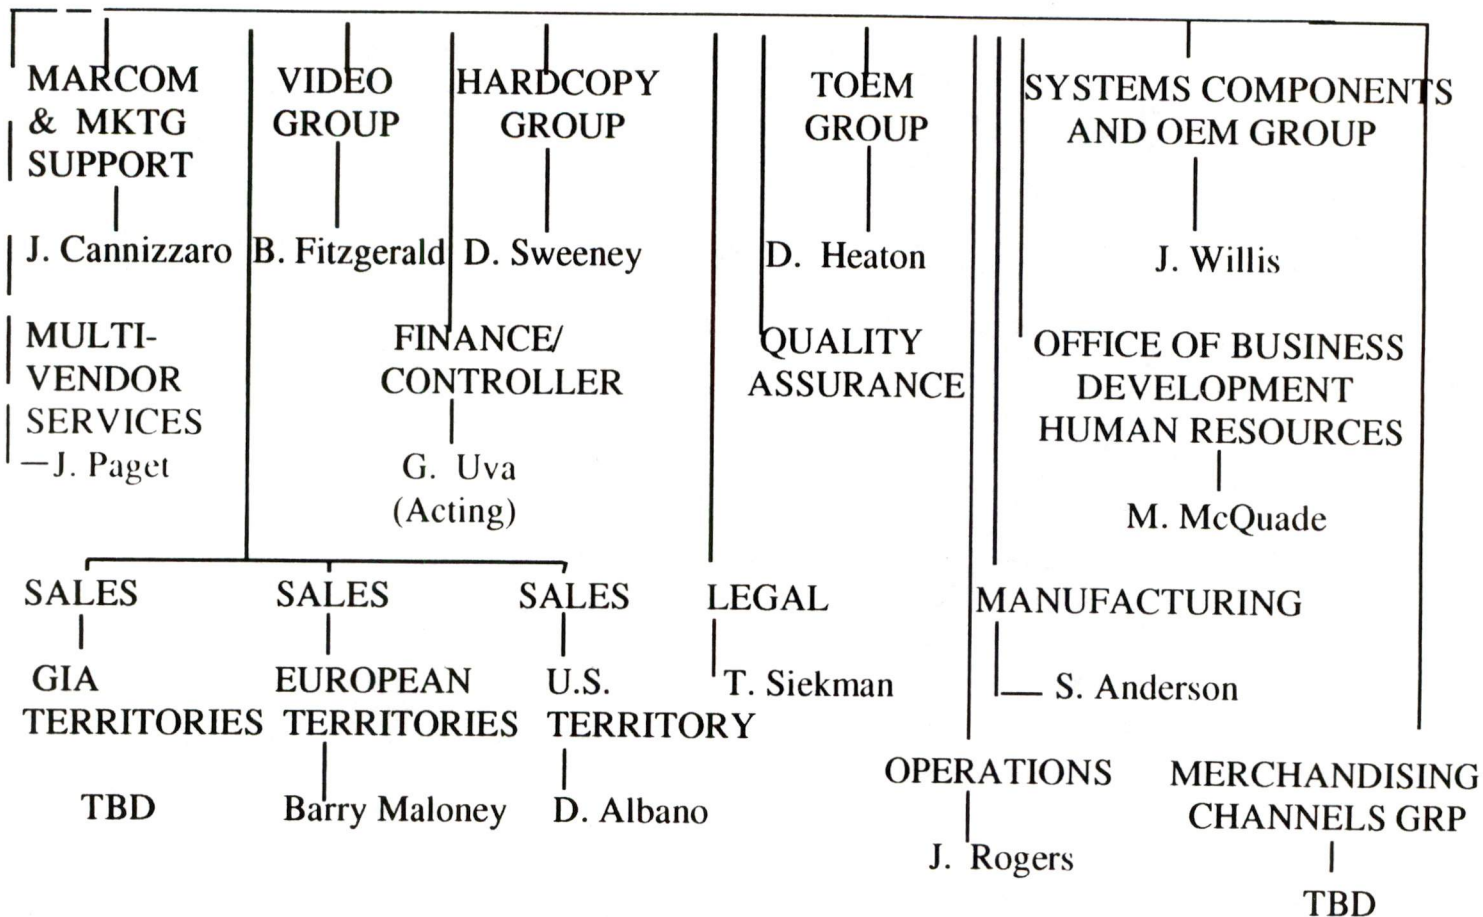 MARCOM
& MKTG
SUPPORT
J. Cannizzaro
VIDEO
GROUP
B. Fitzgerald
HARDCOPY
GROUP
D. Sweeney
TOEM
GROUP
D. Heaton
SYSTEMS COMPONENTS
AND OEM GROUP
J. Willis
MULTI-
VENDOR
SERVICES
—J. Paget
FINANCE/
CONTROLLER
G. Uva
(Acting)
QUALITY
ASSURANCE
OFFICE OF BUSINESS
DEVELOPMENT
HUMAN RESOURCES
M. McQuade
SALES
GIA
TERRITORIES
TBD
SALES
EUROPEAN
TERRITORIES
Barry Maloney
SALES
U.S.
TERRITORY
D. Albano
LEGAL
T. Siekman
MANUFACTURING
S. Anderson
OPERATIONS
J. Rogers
MERCHANDISING
CHANNELS GRP
TBD